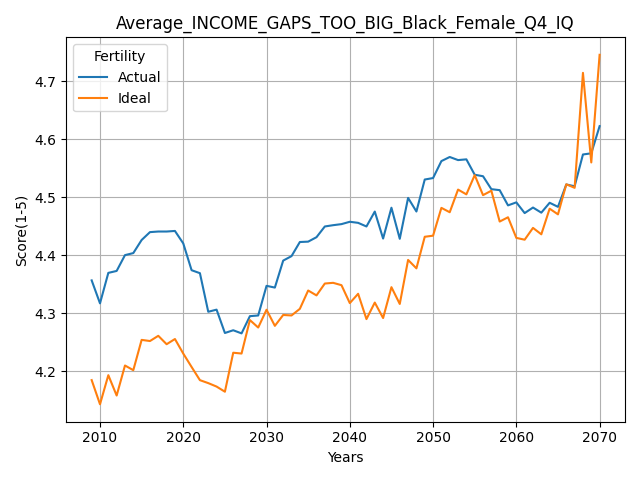 Average_INCOME_GAPS_TOO_BIG_Black_Female_Q4_IQ
Fertility
Actual
Ideal
Score(1-5)
4.7
4.6
4.5
4.4
4.3
4.2
2010 2020 2030 2040 2050 2060 2070
Years